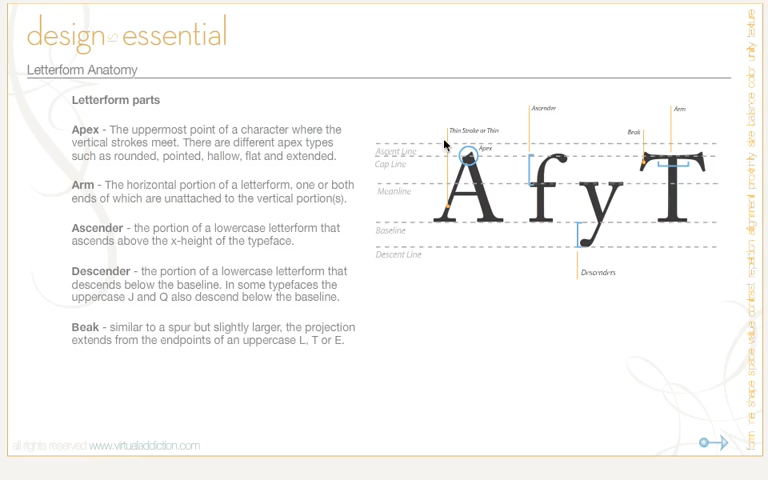 design is essential
Letterform Anatomy
Letterform parts
Apex - The uppermost point of a character where the
vertical strokes meet. There are different apex types
such as rounded, pointed, hallow, flat and extended.
Arm - The horizontal portion of a letterform, one or both
ends of which are unattached to the vertical portion(s).
Ascender - the portion of a lowercase letterform that
ascends above the x-height of the typeface.
Descender - the portion of a lowercase letterform that
descends below the baseline. In some typefaces the
uppercase J and Q also descend below the baseline.
Beak - similar to a spur but slightly larger, the projection
extends from the endpoints of an uppercase L, T or E.
Ascender
Arm
Thin Stroke or Thin
Beak
Apex
Ascent Line
Cap Line
Meanline
Baseline
Descent Line
A f y T
Descenders
form line shape space value contrast repetition alignment proximity size balance color unity texture
all rights reserved www.virtualaddiction.com